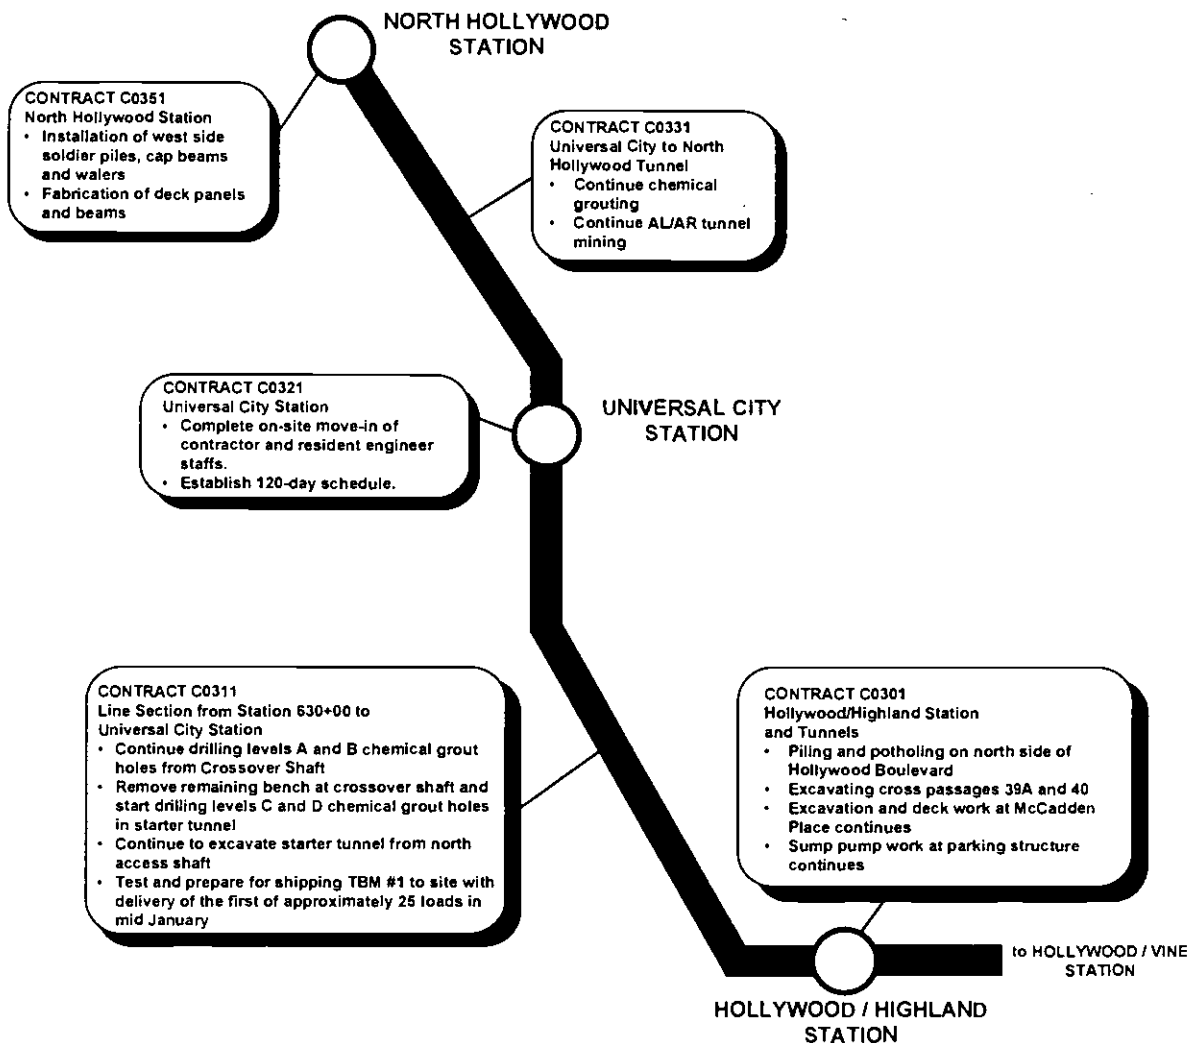 NORTH HOLLYWOOD
STATION
CONTRACT C0351
North Hollywood Station
• Installation of west side
soldier piles, cap beams
and walers
• Fabrication of deck panels
and beams
CONTRACT C0331
Universal City to North
Hollywood Tunnel
• Continue chemical
grouting
• Continue AL/AR tunnel
mining
CONTRACT C0321
Universal City Station
• Complete on-site move-in of
contractor and resident engineer
staffs.
• Establish 120-day schedule.
UNIVERSAL CITY
STATION
CONTRACT C0311
Line Section from Station 630+00 to
Universal City Station
• Continue drilling levels A and B chemical grout
holes from Crossover Shaft
• Remove remaining bench at crossover shaft and
start drilling levels C and D chemical grout holes
in starter tunnel
• Continue to excavate starter tunnel from north
access shaft
• Test and prepare for shipping TBM #1 to site with
delivery of the first of approximately 25 loads in
mid January
CONTRACT C0301
Hollywood/Highland Station
and Tunnels
• Piling and potholing on north side of
Hollywood Boulevard
• Excavating cross passages 39A and 40
• Excavation and deck work at McCadden
Place continues
• Sump pump work at parking structure
continues
to HOLLYWOOD / VINE
STATION
HOLLYWOOD / HIGHLAND
STATION